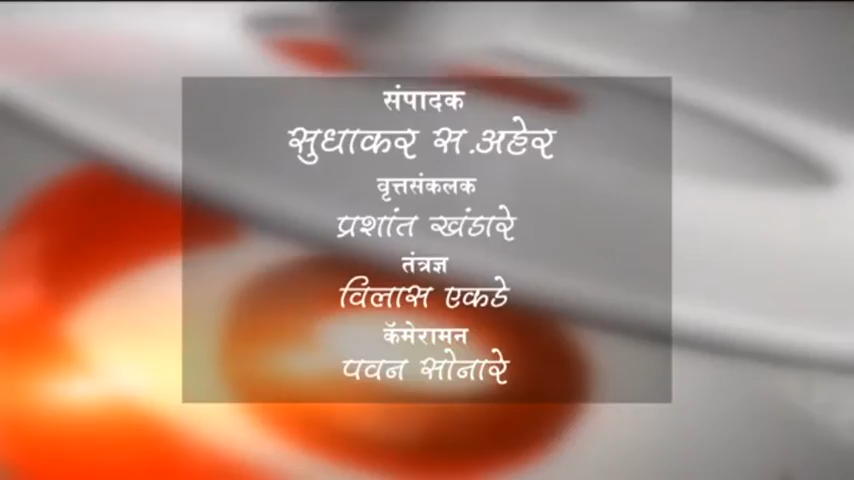 संपादक
सुधाकर स.अहेर
वृत्तसंकलक
प्रशांत खंडारे
तंत्रज्ञ
विलास एकडे
कॅमेरामन
पवन सोनारे